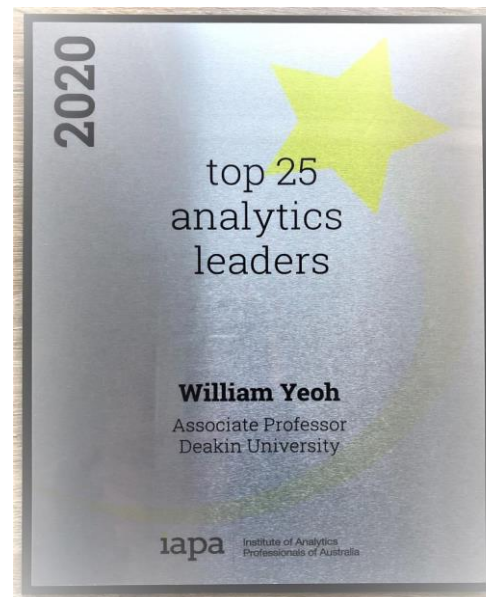 2020
top 25
analytics
leaders
William Yeoh
Associate Professor
Deakin University
iapa
Institute of Analytics
Professionals of Australia